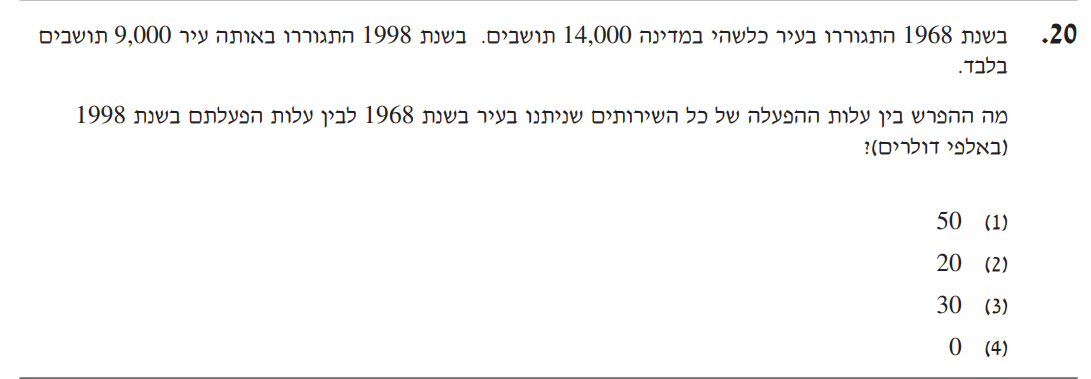 20. בשנת 1968 התגוררו בעיר כלשהי במדינה 14,000 תושבים. בשנת 1998 התגוררו באותה עיר 9,000 תושבים
בלבד.
מה ההפרש בין עלות ההפעלה של כל השירותים שניתנו בעיר בשנת 1968 לבין עלות הפעלתם בשנת 1998
(באלפי דולרים)?
(1) 50
(2) 20
(3) 30
(4) 0